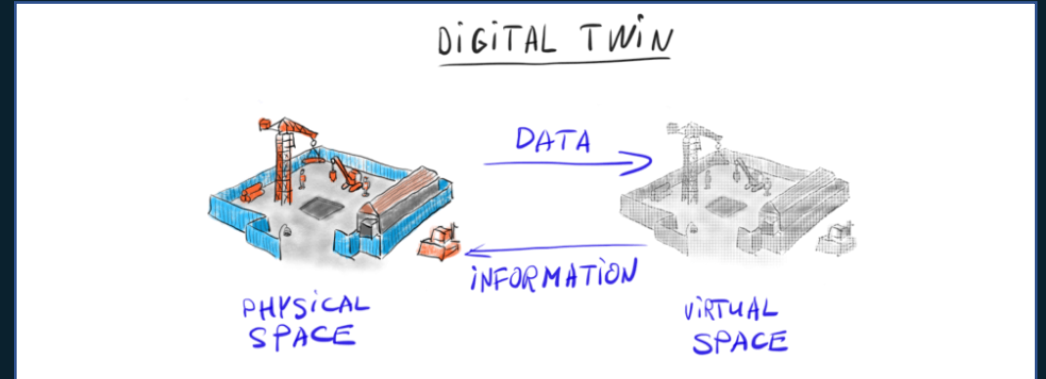 DiGiTAL TWiN
DATA
iNFORMATiON
PHYSiCAL
SPACE
ViRTUAL
SPACE